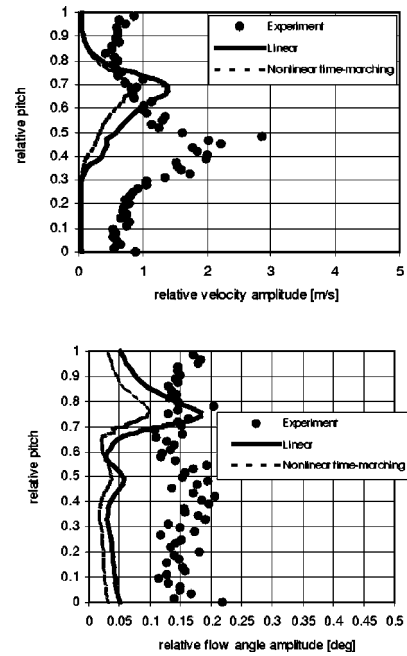 1
0.9
0.8
0.7
0.6
0.5
0.4
0.3
0.2
0.1
0
relative pitch
Experiment
Linear
Nonlinear time-marching
0 1 2 3 4 5
relative velocity amplitude [m/s]
1
0.9
0.8
0.7
0.6
0.5
0.4
0.3
0.2
0.1
0
relative pitch
Experiment
Linear
Nonlinear time-marching
0 0.05 0.1 0.15 0.2 0.25 0.3 0.35 0.4 0.45 0.5
relative flow angle amplitude [deg]